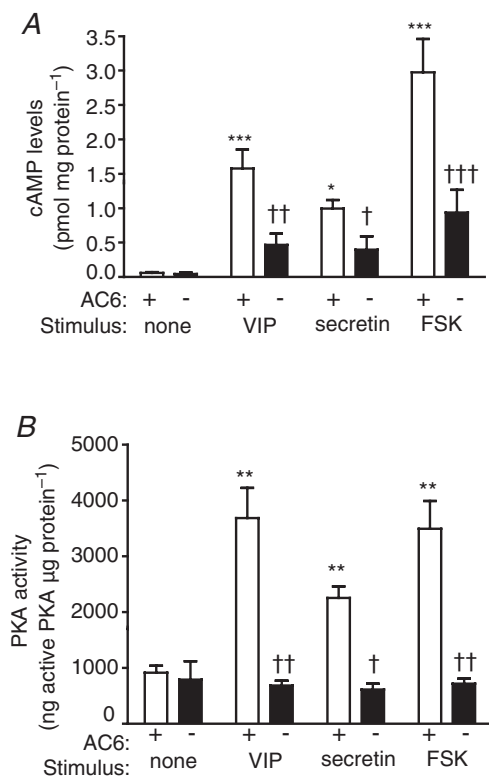 A
cAMP levels
(pmol mg protein⁻¹)
3.5
3.0
2.5
2.0
1.5
1.0
0.5
0.0
*** †† * † *** †††
AC6: + - + - + - + -
Stimulus: none VIP secretin FSK
B
PKA activity
(ng active PKA µg protein⁻¹)
5000
4000
3000
2000
1000
0
** †† ** † ** ††
AC6: + - + - + - + -
Stimulus: none VIP secretin FSK